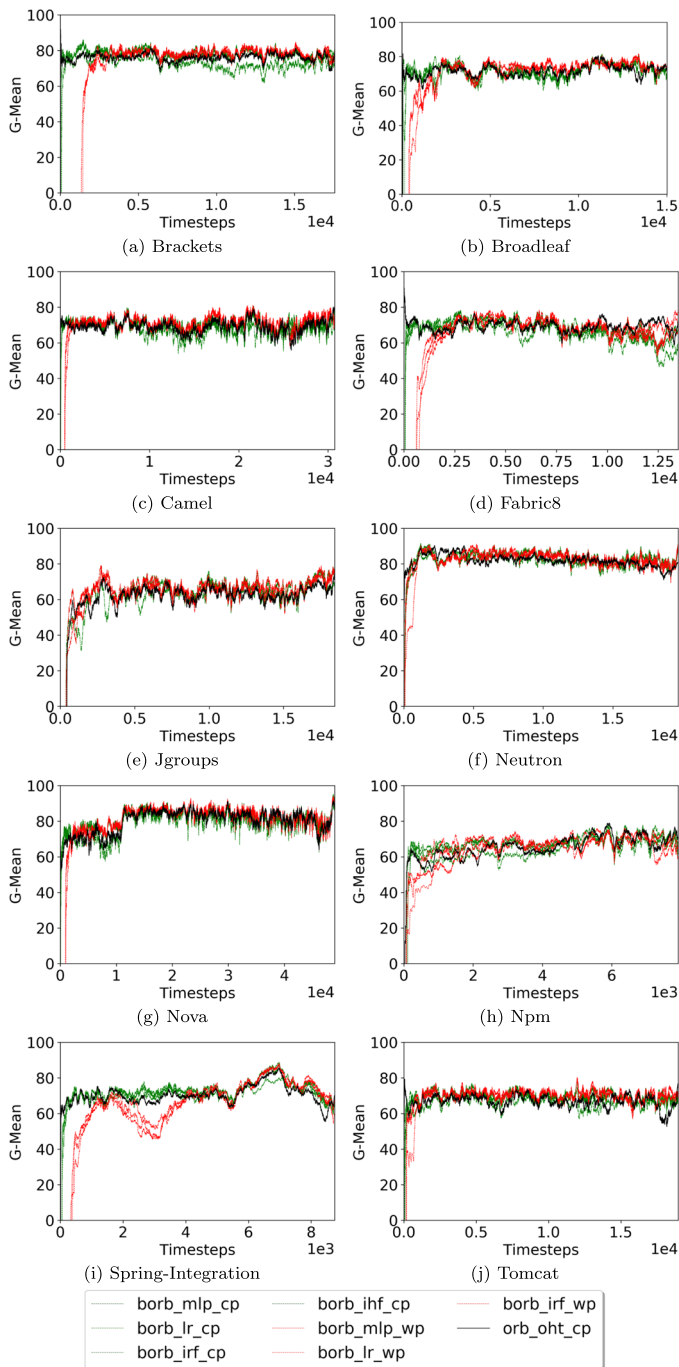 100
80
60
40
20
0
G-Mean
0.0 0.5 1.0 1.5
Timesteps 1e4
(a) Brackets
100
80
60
40
20
0
G-Mean
0.0 0.5 1.0 1.5
Timesteps 1e4
(b) Broadleaf
100
80
60
40
20
0
G-Mean
0 1 2 3
Timesteps 1e4
(c) Camel
100
80
60
40
20
0
G-Mean
0.00 0.25 0.50 0.75 1.00 1.25
Timesteps 1e4
(d) Fabric8
100
80
60
40
20
0
G-Mean
0.0 0.5 1.0 1.5
Timesteps 1e4
(e) Jgroups
100
80
60
40
20
0
G-Mean
0.0 0.5 1.0 1.5
Timesteps 1e4
(f) Neutron
100
80
60
40
20
0
G-Mean
0 1 2 3 4
Timesteps 1e4
(g) Nova
100
80
60
40
20
0
G-Mean
0 2 4 6
Timesteps 1e3
(h) Npm
100
80
60
40
20
0
G-Mean
0 2 4 6 8
Timesteps 1e3
(i) Spring-Integration
100
80
60
40
20
0
G-Mean
0.0 0.5 1.0 1.5
Timesteps 1e4
(j) Tomcat
borb_mlp_cp borb_ihf_cp borb_irf_wp
borb_lr_cp borb_mlp_wp orb_oht_cp
borb_irf_cp borb_lr_wp